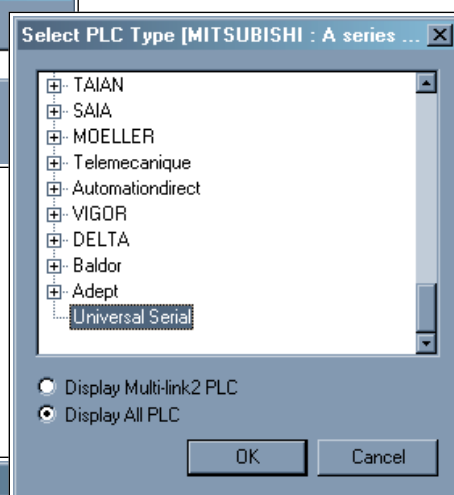 Select PLC Type [MITSUBISHI : A series ...
TAIAN
SAIA
MOELLER
Telemecanique
Automationdirect
VIGOR
DELTA
Baldor
Adept
Universal Serial
Display Multi-link2 PLC
Display All PLC
OK
Cancel